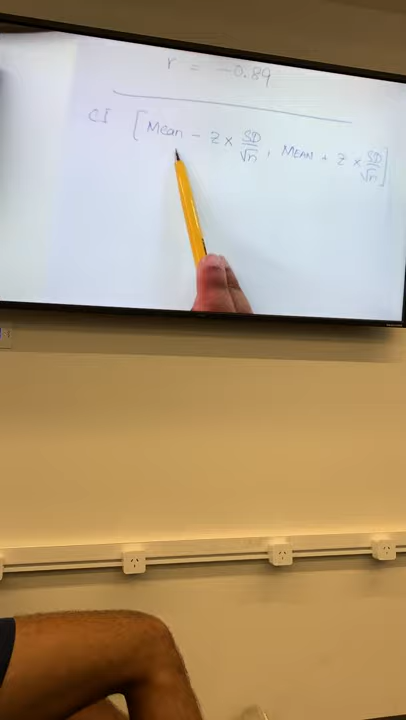 r = -0.89
CI [Mean - Z × SD/√n, MEAN + Z × SD/√n]